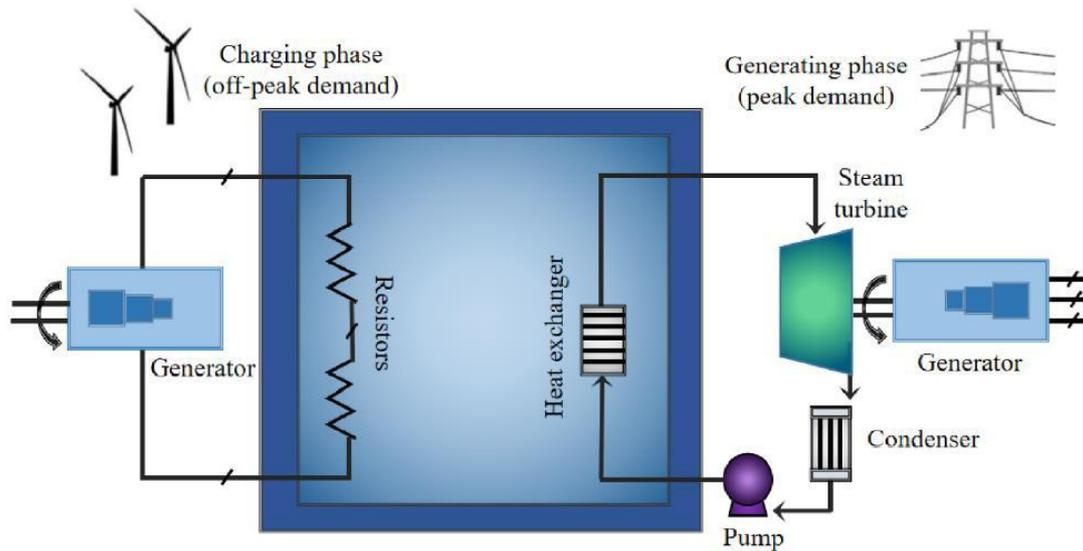 Charging phase
(off-peak demand)
Generating phase
(peak demand)
Steam
turbine
Resistors
Heat exchanger
Generator
Generator
Condenser
Pump